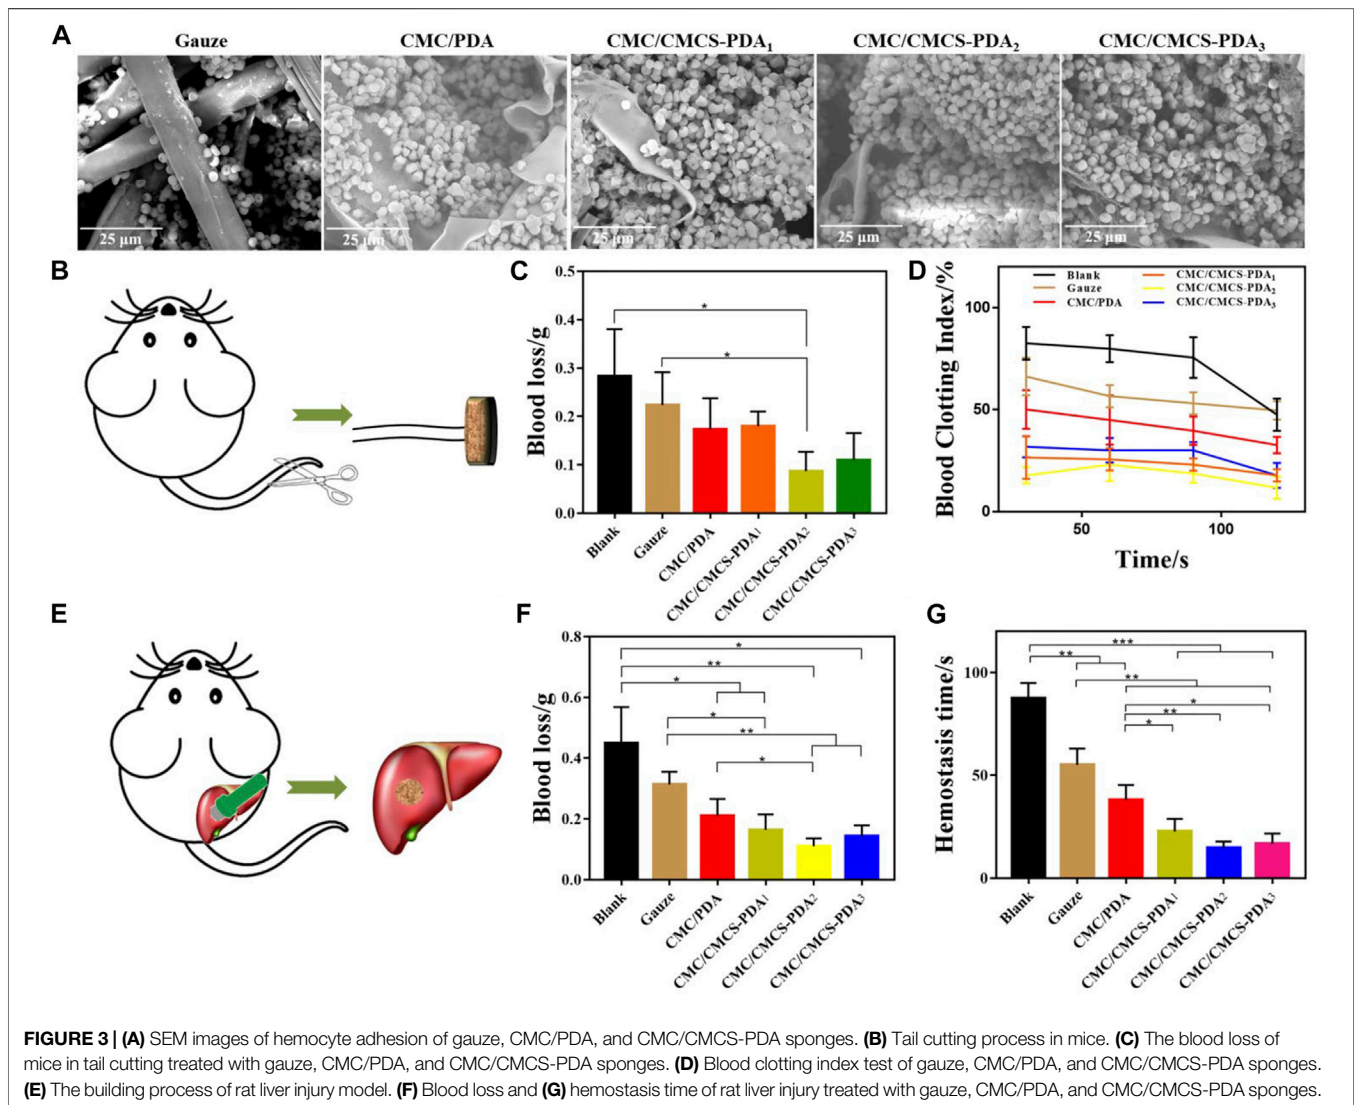 A
Gauze
CMC/PDA
CMC/CMCS-PDA1
CMC/CMCS-PDA2
CMC/CMCS-PDA3
25 µm
25 µm
25 µm
25 µm
25 µm
B
C
Blood loss/g
0.5
0.4
0.3
0.2
0.1
0.0
*
*
Blank
Gauze
CMC/PDA
CMC/CMCS-PDA1
CMC/CMCS-PDA2
CMC/CMCS-PDA3
D
Blood Clotting Index/%
100
50
0
Blank
Gauze
CMC/PDA
CMC/CMCS-PDA1
CMC/CMCS-PDA2
CMC/CMCS-PDA3
50
100
Time/s
E
F
Blood loss/g
0.8
0.6
0.4
0.2
0.0
*
**
*
*
**
*
Blank
Gauze
CMC/PDA
CMC/CMCS-PDA1
CMC/CMCS-PDA2
CMC/CMCS-PDA3
G
Hemostasis time/s
100
50
0
***
**
**
*
**
*
Blank
Gauze
CMC/PDA
CMC/CMCS-PDA1
CMC/CMCS-PDA2
CMC/CMCS-PDA3
FIGURE 3 | (A) SEM images of hemocyte adhesion of gauze, CMC/PDA, and CMC/CMCS-PDA sponges. (B) Tail cutting process in mice. (C) The blood loss of
mice in tail cutting treated with gauze, CMC/PDA, and CMC/CMCS-PDA sponges. (D) Blood clotting index test of gauze, CMC/PDA, and CMC/CMCS-PDA sponges.
(E) The building process of rat liver injury model. (F) Blood loss and (G) hemostasis time of rat liver injury treated with gauze, CMC/PDA, and CMC/CMCS-PDA sponges.